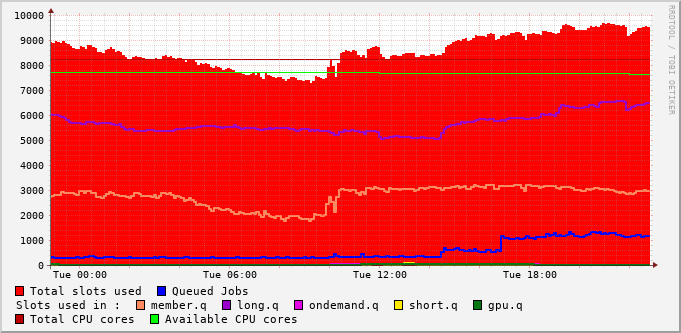 10000
9000
8000
7000
6000
5000
4000
3000
2000
1000
0
Tue 00:00 Tue 06:00 Tue 12:00 Tue 18:00
RRDTOOL / TOBI OETIKER
Total slots used Queued Jobs
Slots used in : member.q long.q ondemand.q short.q gpu.q
Total CPU cores Available CPU cores